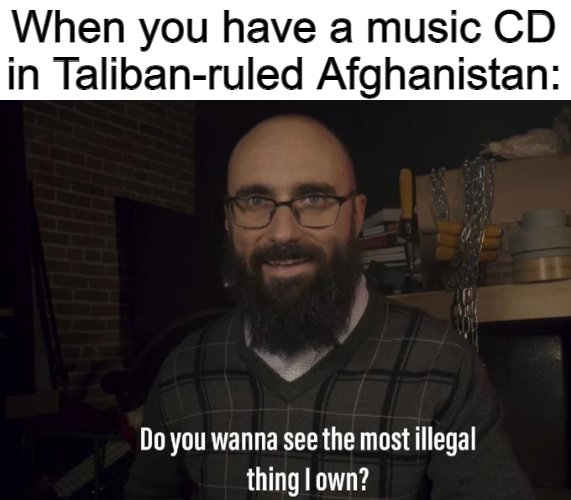 When you have a music CD
in Taliban-ruled Afghanistan:
Do you wanna see the most illegal
thing I own?